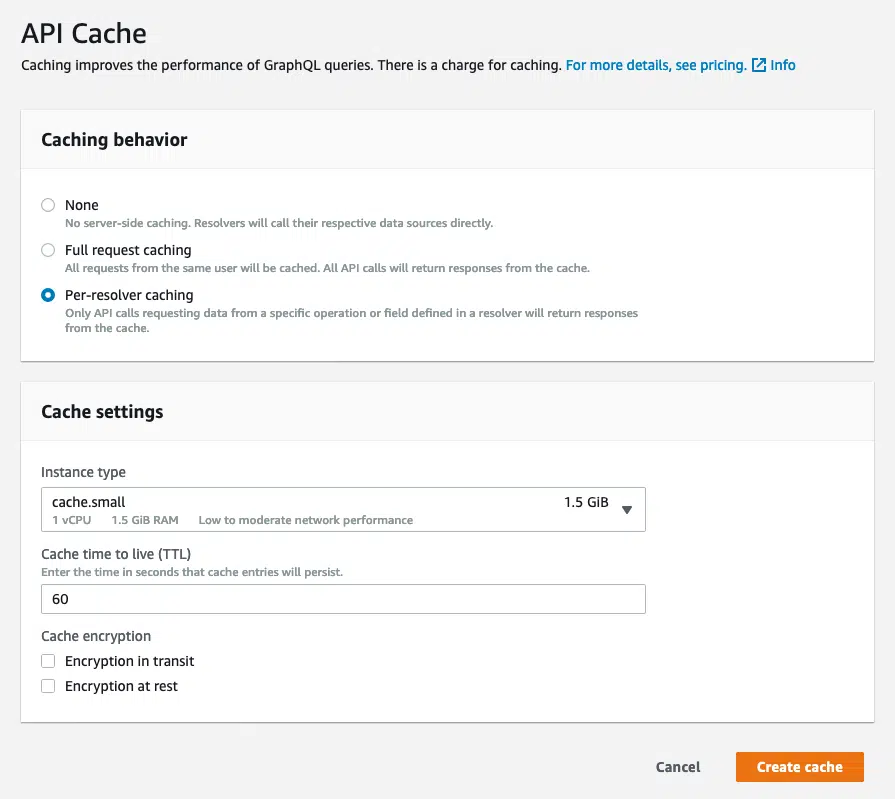 API Cache
Caching improves the performance of GraphQL queries. There is a charge for caching. For more details, see pricing. Info
Caching behavior
None
No server-side caching. Resolvers will call their respective data sources directly.
Full request caching
All requests from the same user will be cached. All API calls will return responses from the cache.
Per-resolver caching
Only API calls requesting data from a specific operation or field defined in a resolver will return responses
from the cache.
Cache settings
Instance type
cache.small 1.5 GiB
1 vCPU 1.5 GiB RAM Low to moderate network performance
Cache time to live (TTL)
Enter the time in seconds that cache entries will persist.
60
Cache encryption
Encryption in transit
Encryption at rest
Cancel Create cache